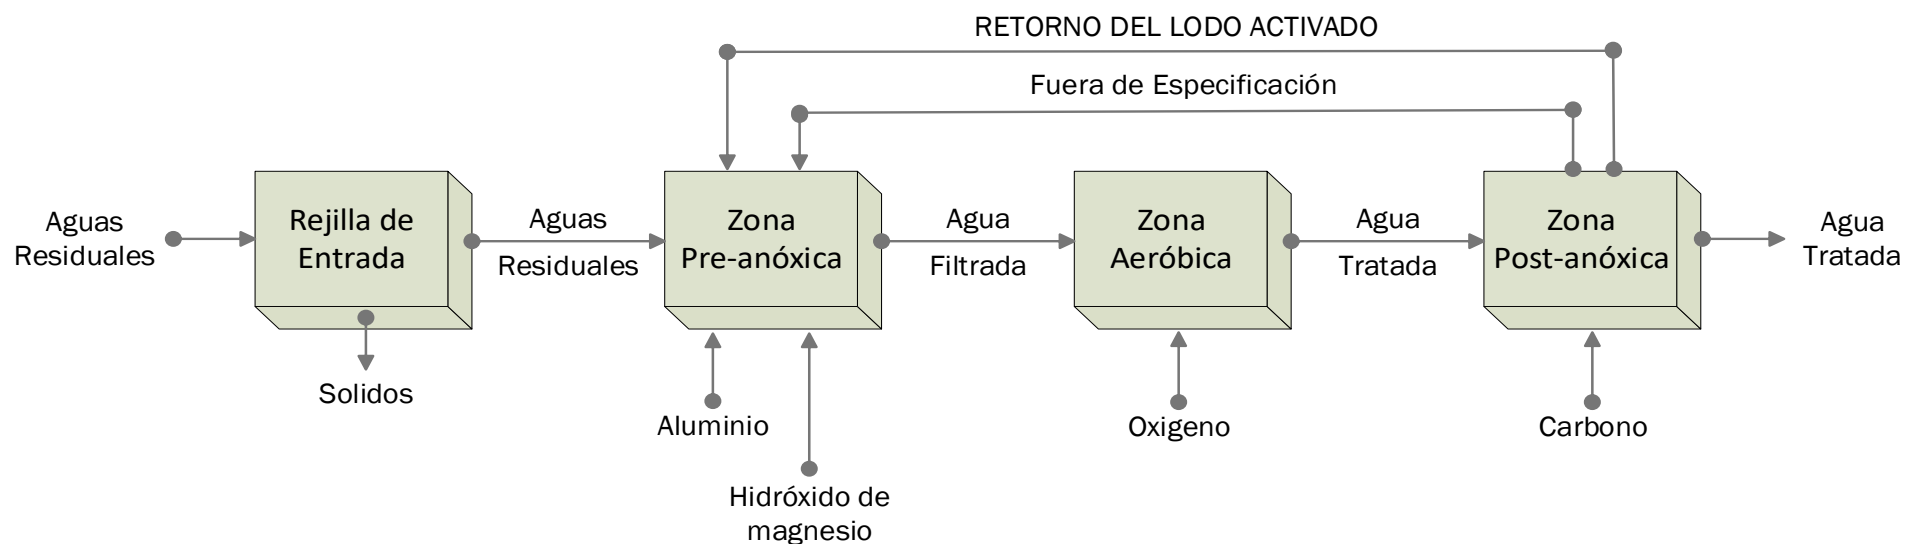 RETORNO DEL LODO ACTIVADO
Fuera de Especificación
Aguas
Residuales
Rejilla de
Entrada
Aguas
Residuales
Zona
Pre-anóxica
Agua
Filtrada
Zona
Aeróbica
Agua
Tratada
Zona
Post-anóxica
Agua
Tratada
Solidos
Aluminio
Oxigeno
Carbono
Hidróxido de
magnesio